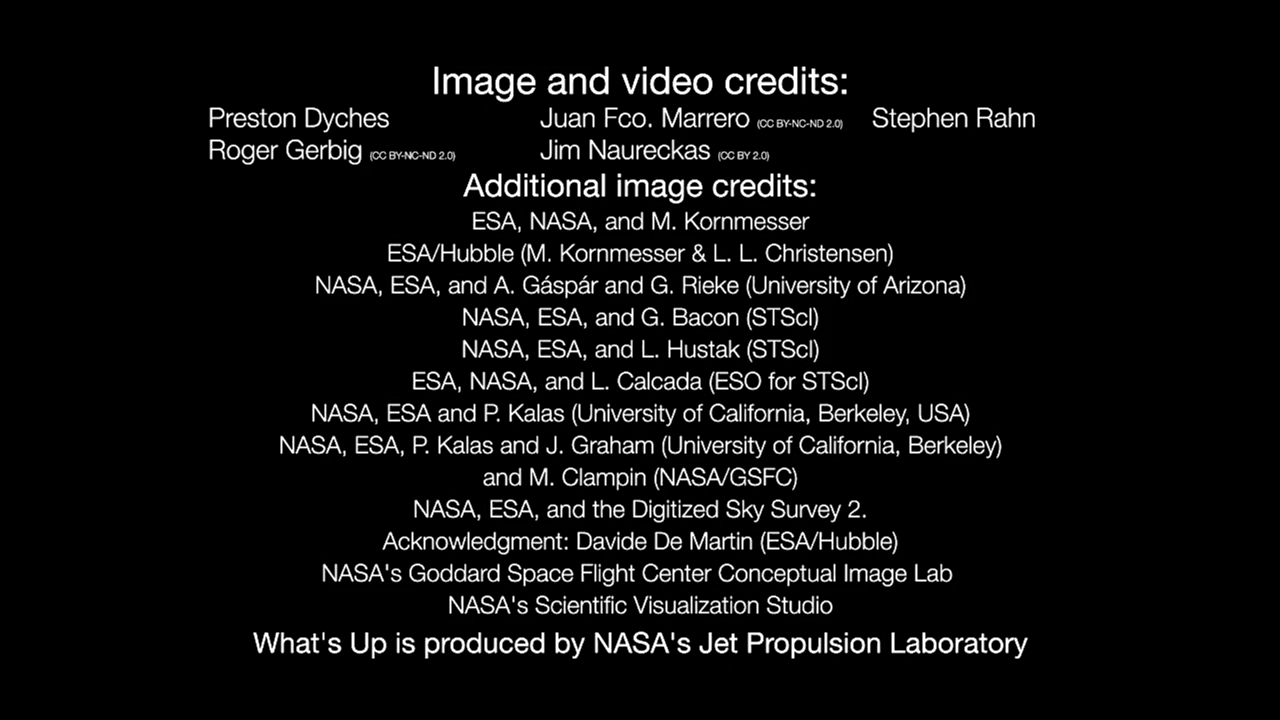 Image and video credits:
Preston Dyches Juan Fco. Marrero (CC BY-NC-ND 2.0) Stephen Rahn
Roger Gerbig (CC BY-NC-ND 2.0) Jim Naureckas (CC BY 2.0)
Additional image credits:
ESA, NASA, and M. Kornmesser
ESA/Hubble (M. Kornmesser & L. L. Christensen)
NASA, ESA, and A. Gáspár and G. Rieke (University of Arizona)
NASA, ESA, and G. Bacon (STScI)
NASA, ESA, and L. Hustak (STScI)
ESA, NASA, and L. Calcada (ESO for STScI)
NASA, ESA and P. Kalas (University of California, Berkeley, USA)
NASA, ESA, P. Kalas and J. Graham (University of California, Berkeley)
and M. Clampin (NASA/GSFC)
NASA, ESA, and the Digitized Sky Survey 2.
Acknowledgment: Davide De Martin (ESA/Hubble)
NASA's Goddard Space Flight Center Conceptual Image Lab
NASA's Scientific Visualization Studio
What's Up is produced by NASA's Jet Propulsion Laboratory